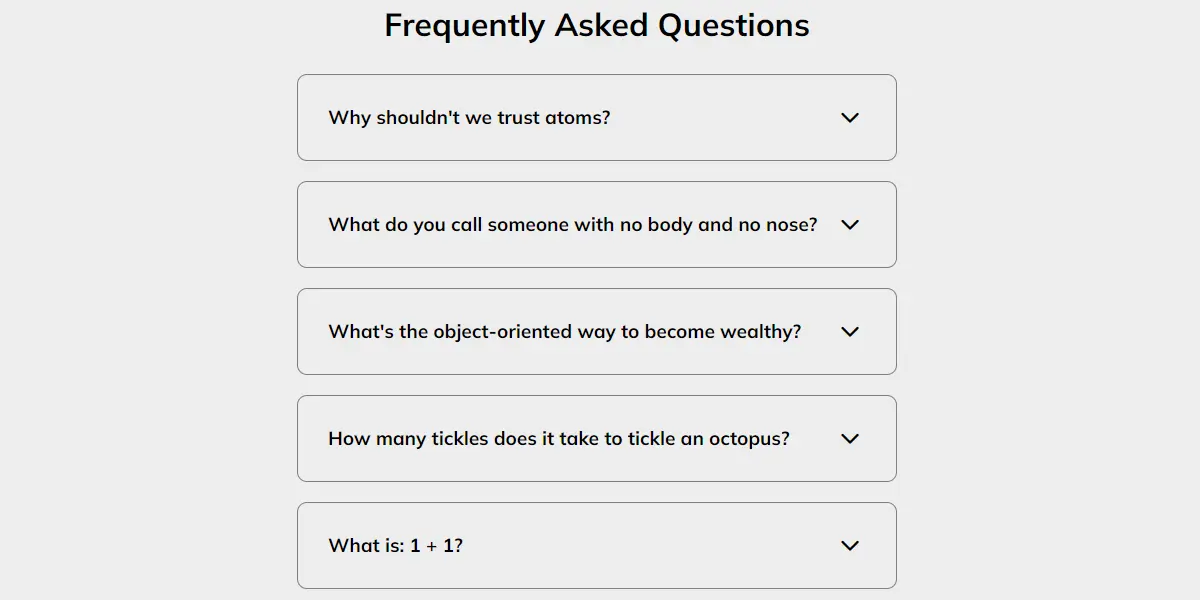 Frequently Asked Questions
Why shouldn't we trust atoms?
What do you call someone with no body and no nose?
What's the object-oriented way to become wealthy?
How many tickles does it take to tickle an octopus?
What is: 1 + 1?